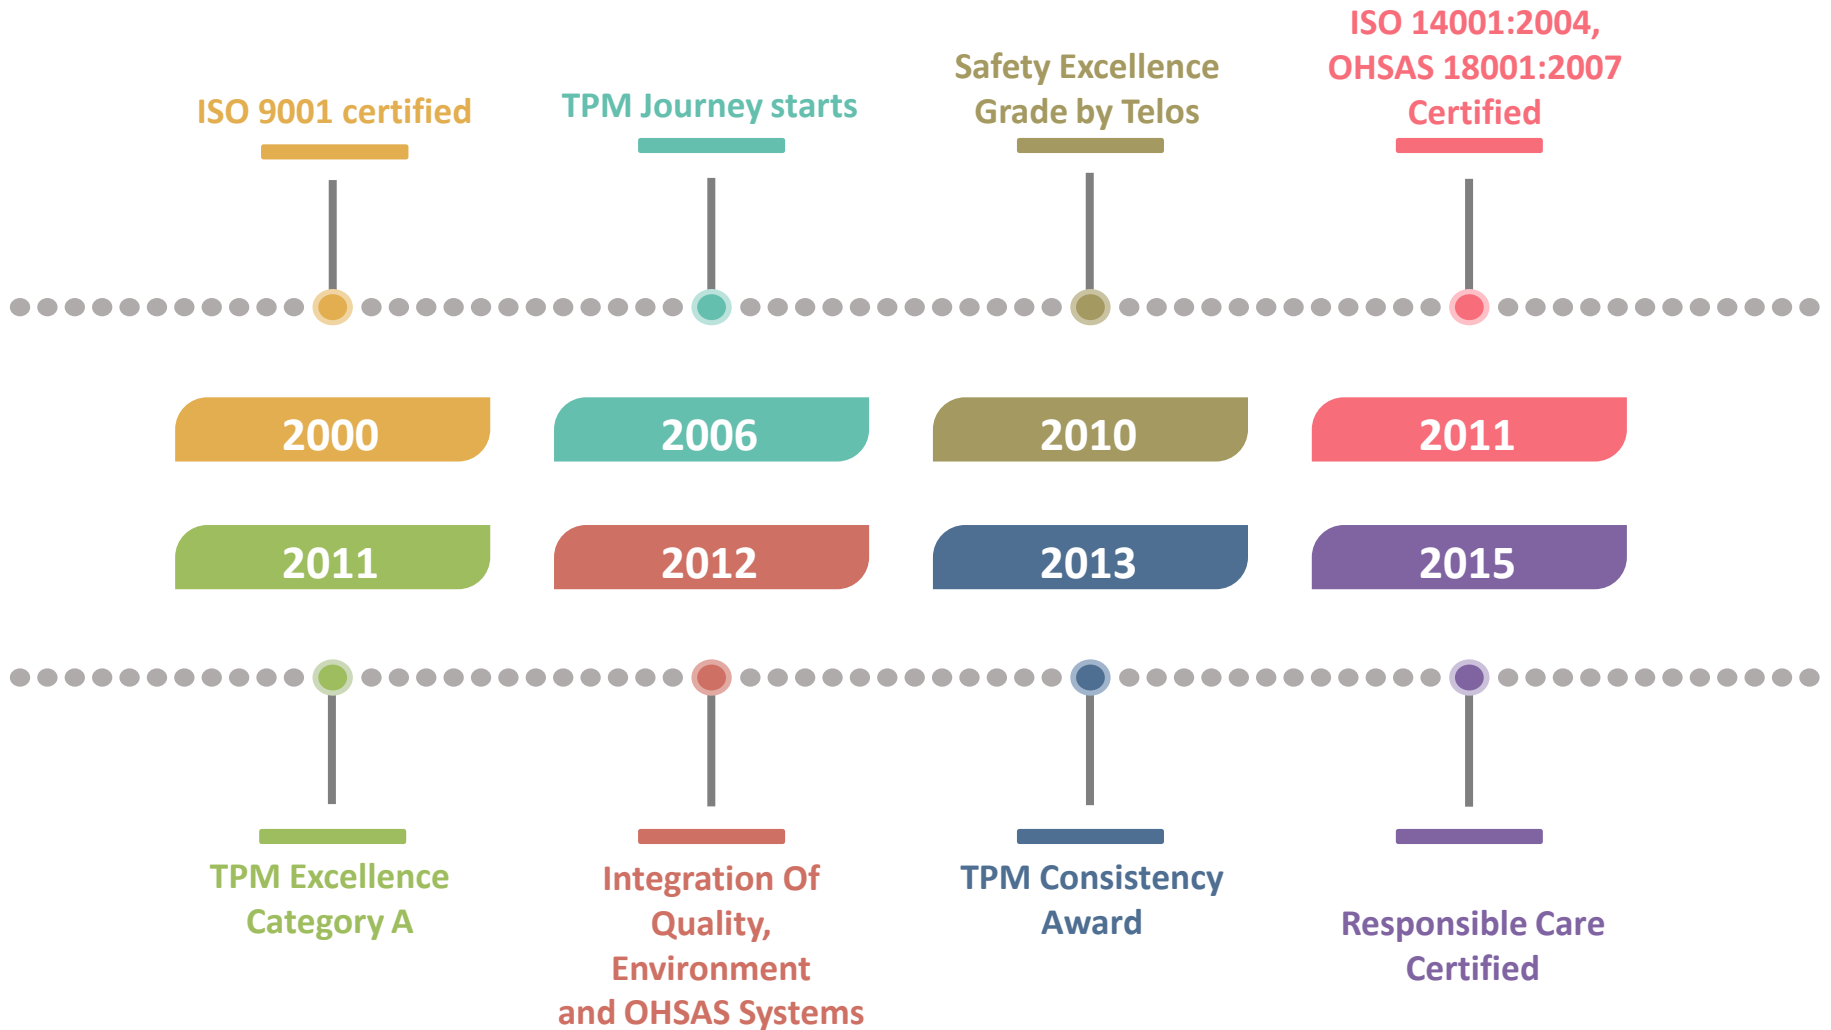 ISO 9001 certified
TPM Journey starts
Safety Excellence
Grade by Telos
ISO 14001:2004,
OHSAS 18001:2007
Certified
2000
2006
2010
2011
2011
2012
2013
2015
TPM Excellence
Category A
Integration Of
Quality,
Environment
and OHSAS Systems
TPM Consistency
Award
Responsible Care
Certified